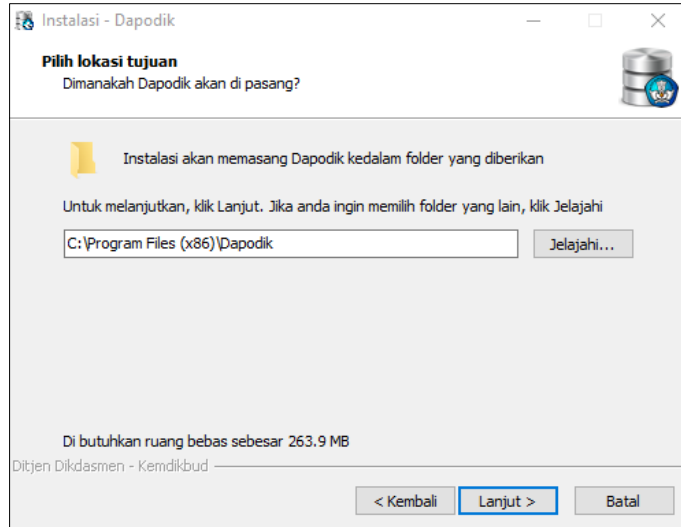 Instalasi - Dapodik
Pilih lokasi tujuan
Dimanakah Dapodik akan di pasang?
Instalasi akan memasang Dapodik kedalam folder yang diberikan
Untuk melanjutkan, klik Lanjut. Jika anda ingin memilih folder yang lain, klik Jelajahi
C:\Program Files (x86)\Dapodik
Jelajahi...
Di butuhkan ruang bebas sebesar 263.9 MB
Ditjen Dikdasmen - Kemdikbud
< Kembali
Lanjut >
Batal